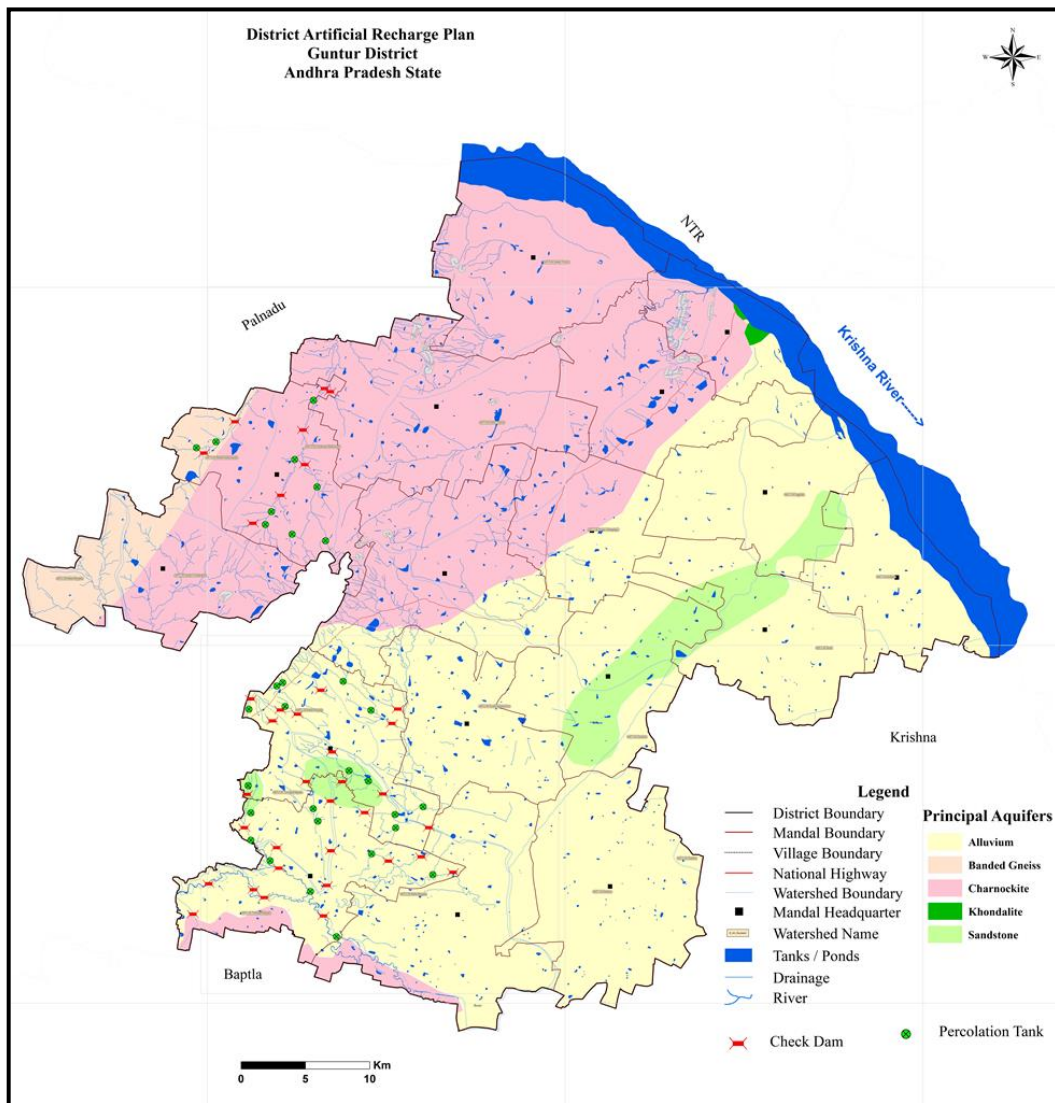 District Artificial Recharge Plan
Guntur District
Andhra Pradesh State
N
W
E
S
NTR
Palnadu
Krishna River
Krishna
Baptla
Legend
District Boundary
Mandal Boundary
Village Boundary
National Highway
Watershed Boundary
Mandal Headquarter
Watershed Name
Tanks / Ponds
Drainage
River
Check Dam
Percolation Tank
Principal Aquifers
Alluvium
Banded Gneiss
Charnockite
Khondalite
Sandstone
Km
0 5 10